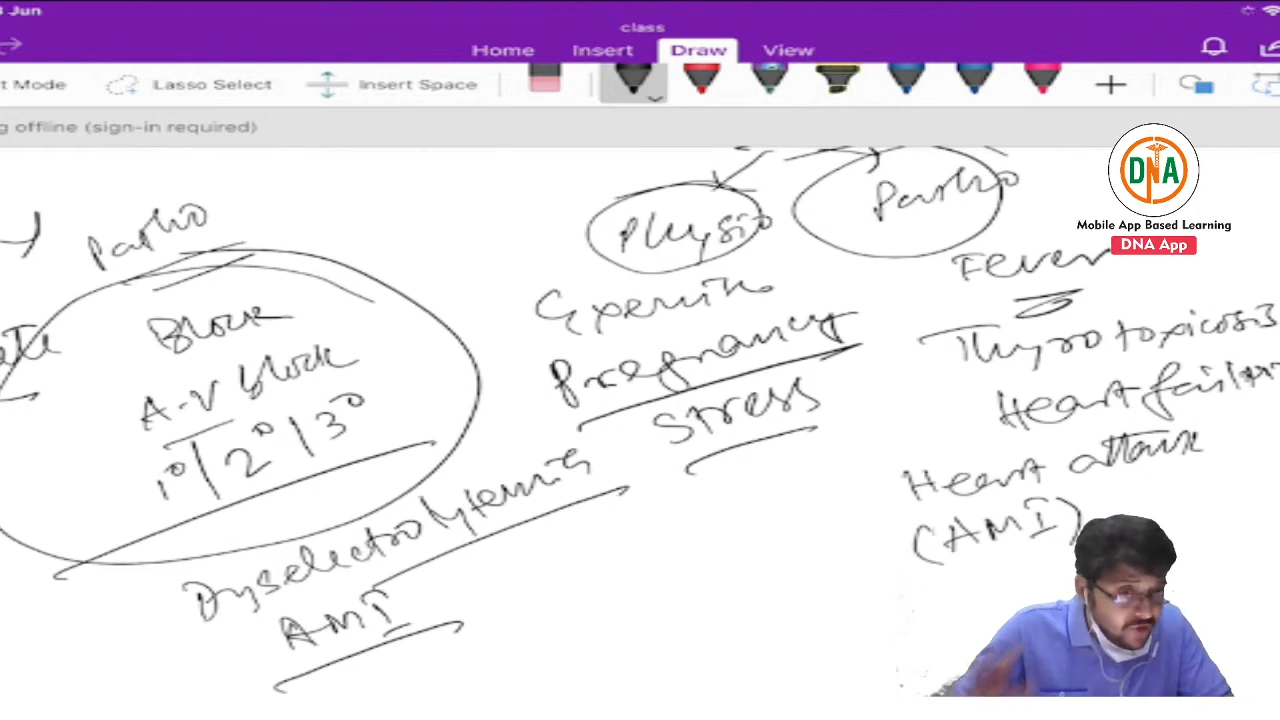 3 Jun
class
Home Insert Draw View
t Mode Lasso Select Insert Space
g offline (sign-in required)
DNA
Mobile App Based Learning
DNA App
Patho
Block
A-V Block
1°/2°/3°
Dyselectrolytemia
AMI
Physio
Pregnancy
Stress
Patho
Fever
Thyrotoxicosis
Heart failur
Heart attack
(AMI)